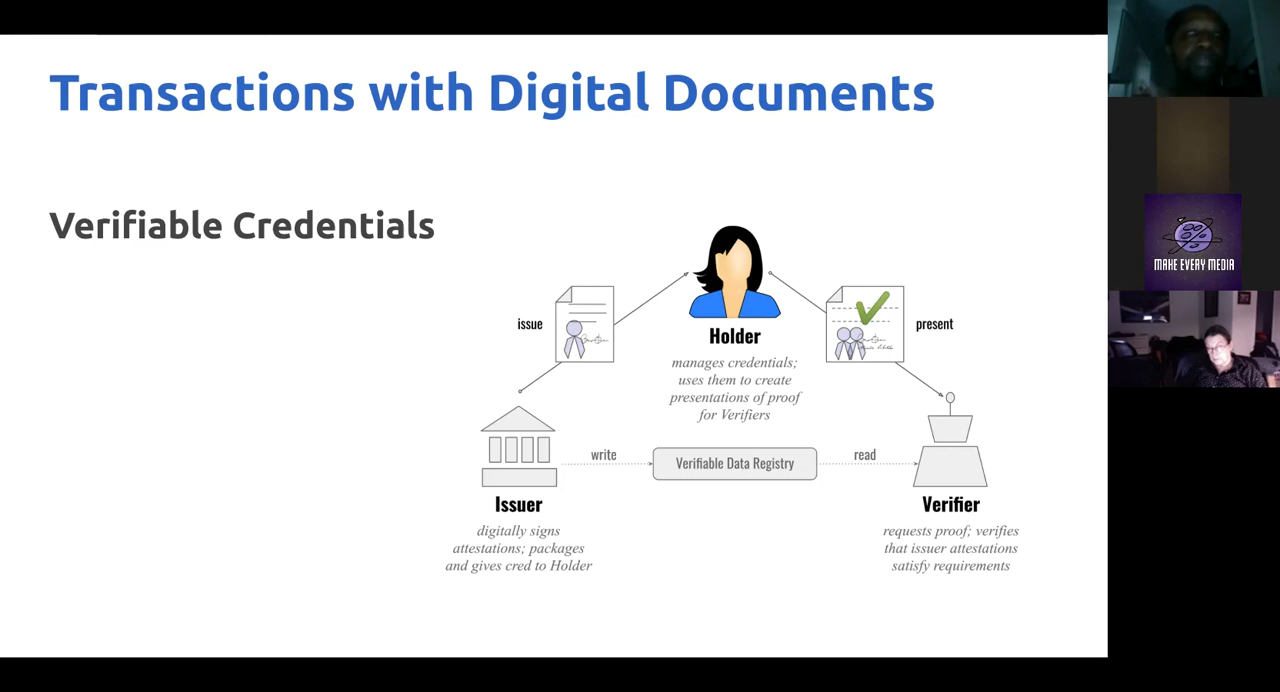 Transactions with Digital Documents
Verifiable Credentials
issue
present
Holder
manages credentials;
uses them to create
presentations of proof
for Verifiers
write
Verifiable Data Registry
read
Issuer
digitally signs
attestations; packages
and gives cred to Holder
Verifier
requests proof; verifies
that issuer attestations
satisfy requirements
MAKE EVERY MEDIA